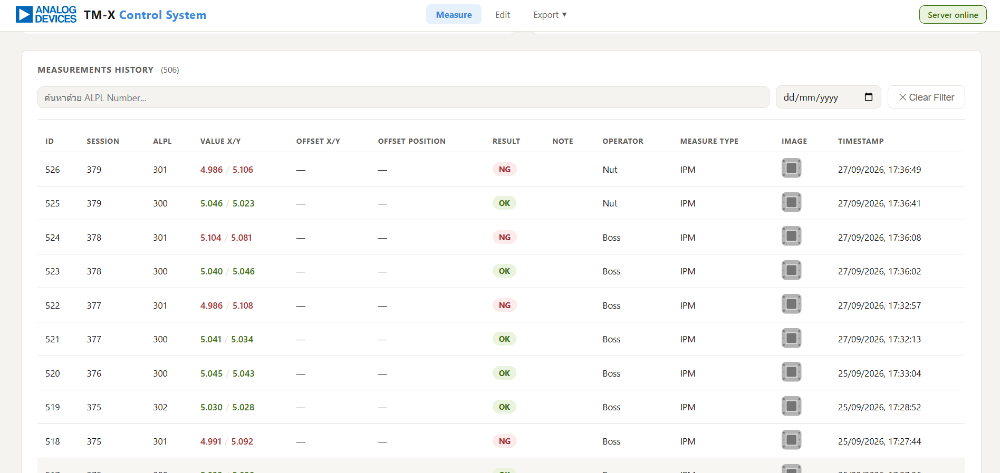 ANALOG DEVICES TM-X Control System Measure Edit Export ▼ Server online
MEASUREMENTS HISTORY (506)
ค้นหาด้วย ALPL Number... dd/mm/yyyy × Clear Filter
ID SESSION ALPL VALUE X/Y OFFSET X/Y OFFSET POSITION RESULT NOTE OPERATOR MEASURE TYPE IMAGE TIMESTAMP
526 379 301 4.986 / 5.106 — — NG Nut IPM 27/09/2026, 17:36:49
525 379 300 5.046 / 5.023 — — OK Nut IPM 27/09/2026, 17:36:41
524 378 301 5.104 / 5.081 — — NG Boss IPM 27/09/2026, 17:36:08
523 378 300 5.040 / 5.046 — — OK Boss IPM 27/09/2026, 17:36:02
522 377 301 4.986 / 5.108 — — NG Boss IPM 27/09/2026, 17:32:57
521 377 300 5.041 / 5.034 — — OK Boss IPM 27/09/2026, 17:32:13
520 376 300 5.045 / 5.043 — — OK Boss IPM 25/09/2026, 17:33:04
519 375 302 5.030 / 5.028 — — OK Boss IPM 25/09/2026, 17:28:52
518 375 301 4.991 / 5.092 — — NG Boss IPM 25/09/2026, 17:27:44